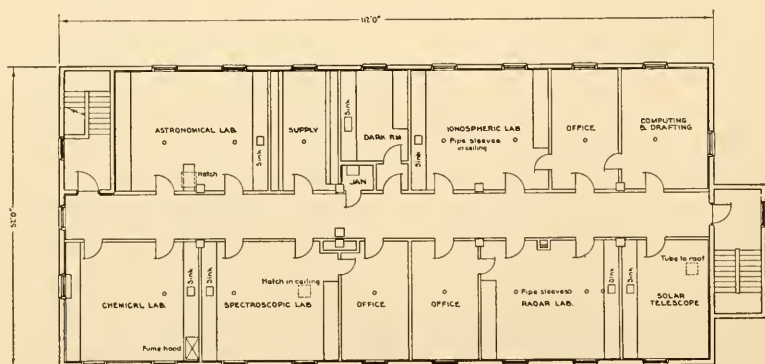 112'0"
52'0"
ASTRONOMICAL LAB.
Hatch
Sink
SUPPLY
Sink
DARK RM
JAN
Sink
IONOSPHERIC LAB
Pipe sleeves
in ceiling
OFFICE
COMPUTING
& DRAFTING
CHEMICAL LAB.
Sink
Fume hood
Sink
Hatch in ceiling
SPECTROSCOPIC LAB
OFFICE
OFFICE
Pipe sleeves
RADAR LAB.
Sink
Sink
Tube to roof
SOLAR
TELESCOPE